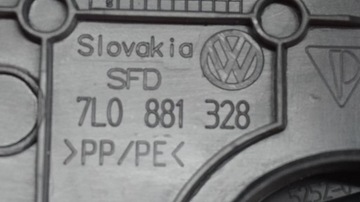 Slovakia
SFD
7L0 881 328
>PP/PE<